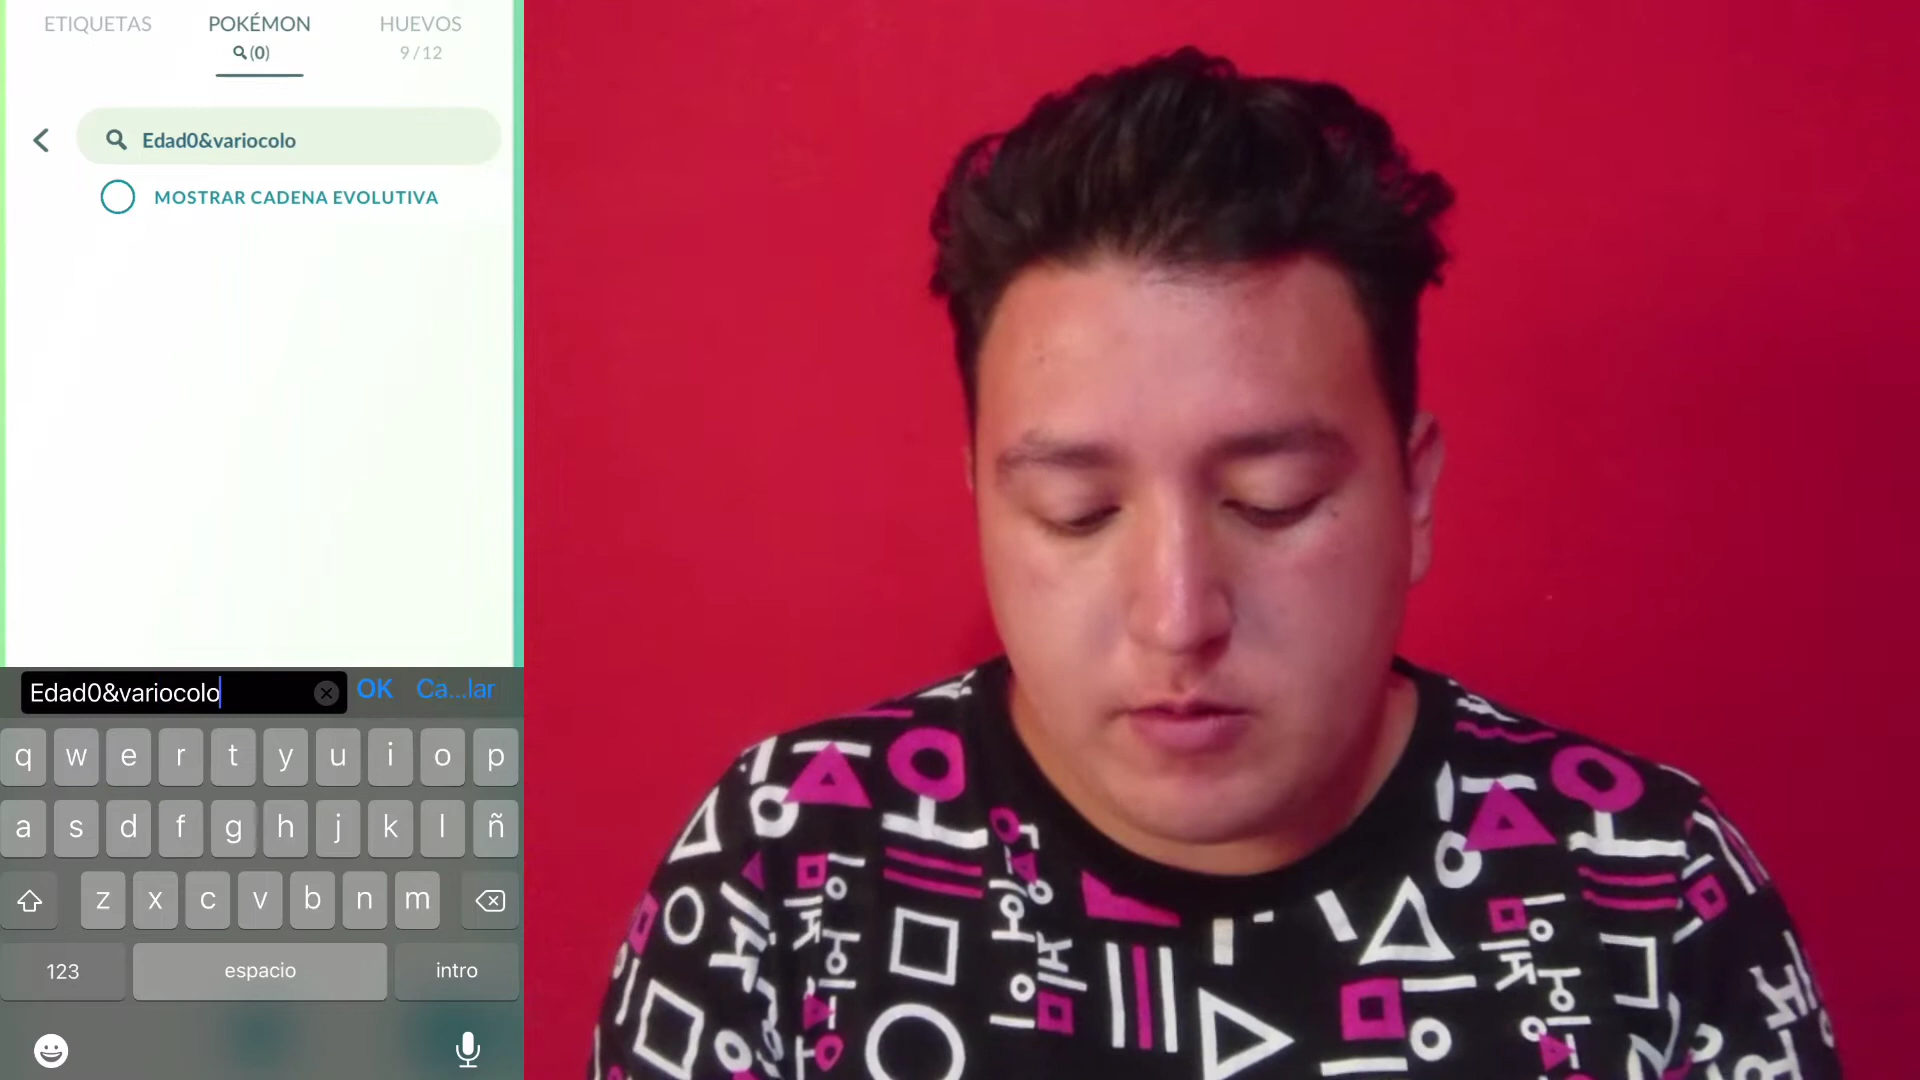 ETIQUETAS
POKÉMON
(0)
HUEVOS
9 / 12
Edad0&variocolo
MOSTRAR CADENA EVOLUTIVA
Edad0&variocolo
OK
Ca...lar
q w e r t y u i o p
a s d f g h j k l ñ
z x c v b n m
123
espacio
intro